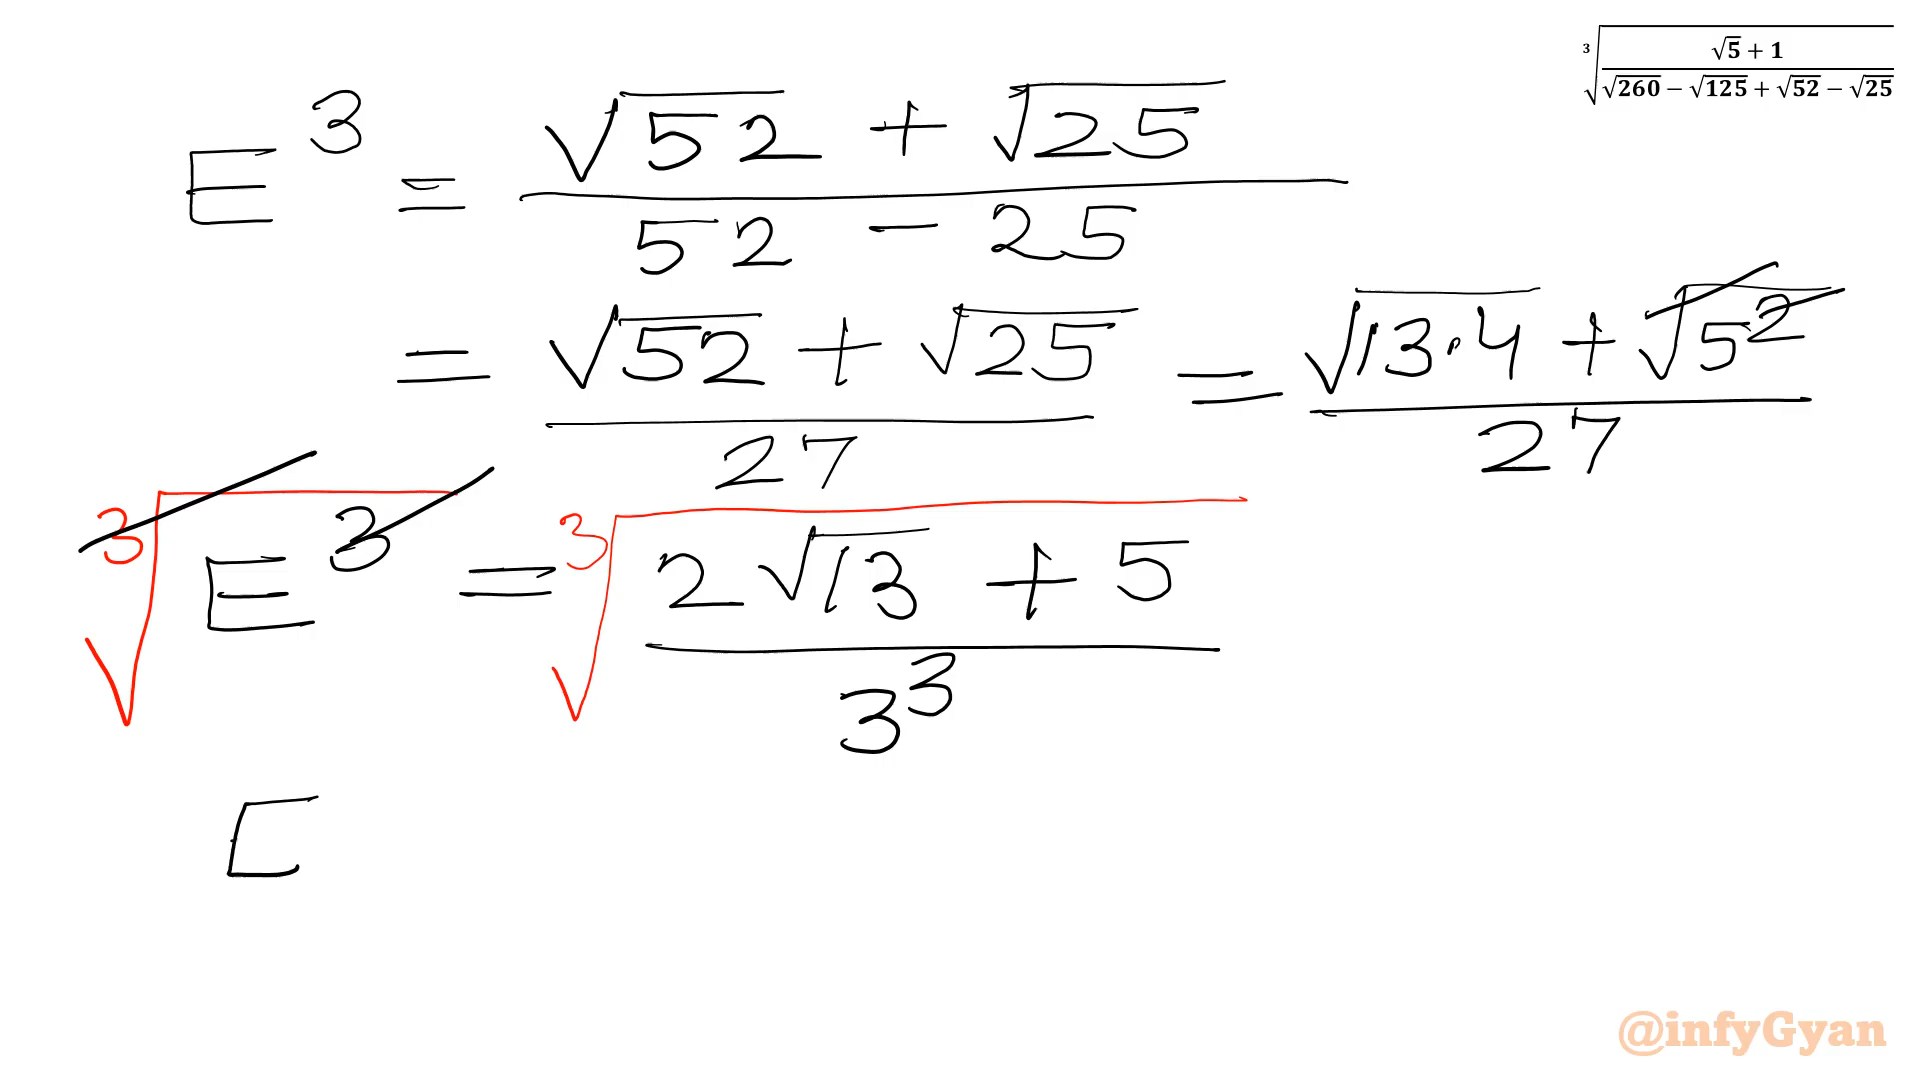 ∛((√5 + 1)/(√260 − √125 + √52 − √25))
E³ = (√52 + √25)/(52 − 25)
= (√52 + √25)/27 = (√13·4 + √5²)/27
∛E³ = ∛((2√13 + 5)/3³)
@infyGyan